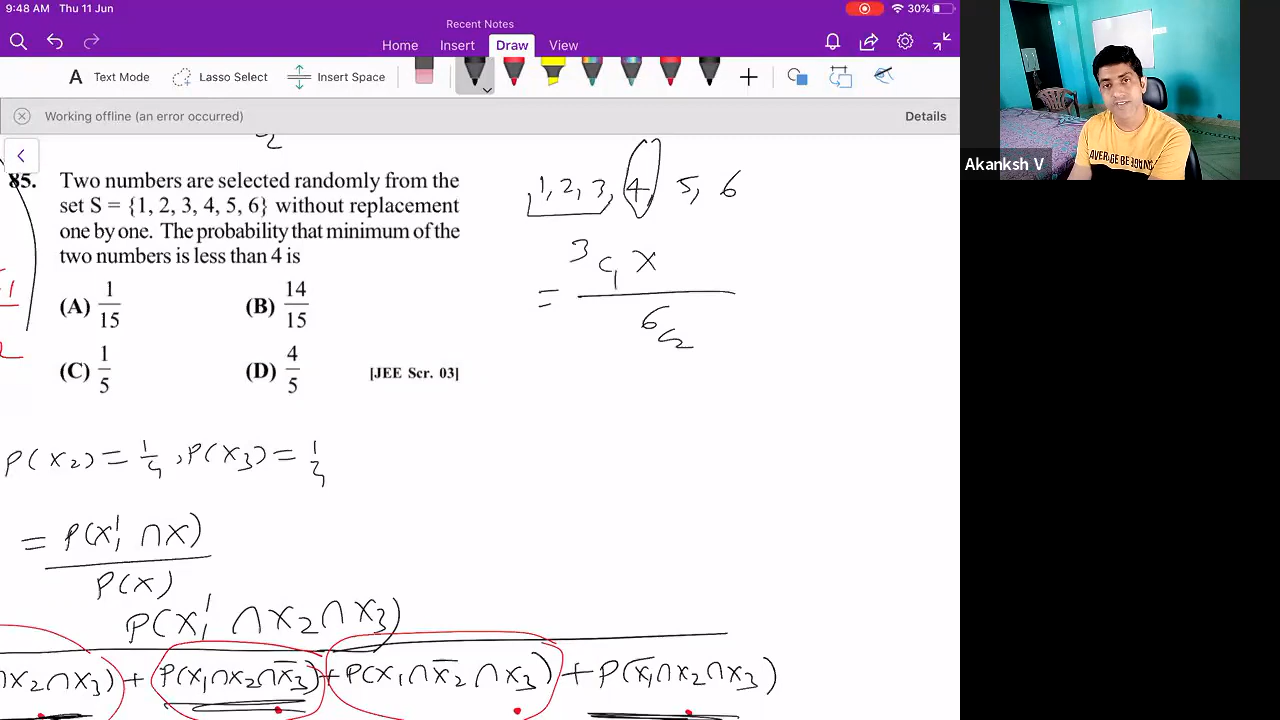 9:48 AM Thu 11 Jun
30%
Recent Notes
Home Insert Draw View
A Text Mode Lasso Select Insert Space
Working offline (an error occurred) Details
85. Two numbers are selected randomly from the
set S = {1, 2, 3, 4, 5, 6} without replacement
one by one. The probability that minimum of the
two numbers is less than 4 is
(A) 1/15 (B) 14/15
(C) 1/5 (D) 4/5 [JEE Scr. 03]
1, 2, 3, 4 5, 6
= ³C₁ × / ⁶C₂
P(X₂) = 1/4, P(X₃) = 1/4
= P(X₁' ∩ X) / P(X)
P(X₁' ∩ X₂ ∩ X₃)
∩ X₂ ∩ X₃) + P(X₁ ∩ X₂ ∩ X̅₃) + P(X₁ ∩ X̅₂ ∩ X₃) + P(X̅₁ ∩ X₂ ∩ X₃)
Akanksh V